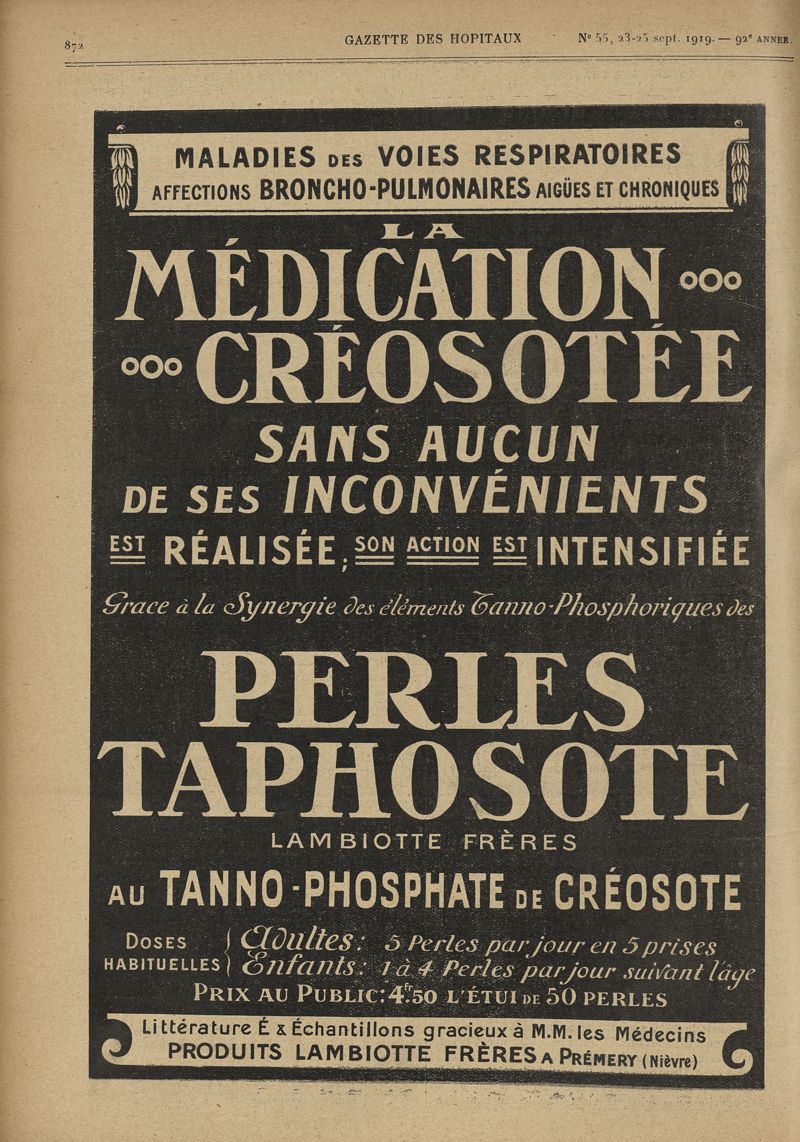 872
GAZETTE DES HOPITAUX
N° 55, 23-25 sept. 1919. — 92e ANNÉE.
MALADIES DES VOIES RESPIRATOIRES
AFFECTIONS BRONCHO-PULMONAIRES AIGÜES ET CHRONIQUES
LA
MÉDICATION
CRÉOSOTÉE
SANS AUCUN
DE SES INCONVÉNIENTS
EST RÉALISÉE; SON ACTION EST INTENSIFIÉE
Grace à la Synergie des éléments Tanno-Phosphoriques des
PERLES
TAPHOSOTE
LAMBIOTTE FRÈRES
AU TANNO-PHOSPHATE DE CRÉOSOTE
DOSES HABITUELLES
Adultes: 5 Perles par jour en 5 prises
Enfants: 1 à 4 Perles par jour suivant l'âge
PRIX AU PUBLIC: 4fr.50 L'ÉTUI DE 50 PERLES
Littérature É & Échantillons gracieux à M.M. les Médecins
PRODUITS LAMBIOTTE FRÈRES A PRÉMERY (Nièvre)